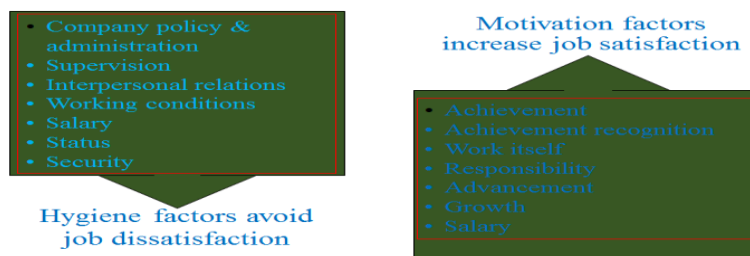 • Company policy &
administration
• Supervision
• Interpersonal relations
• Working conditions
• Salary
• Status
• Security
Hygiene factors avoid
job dissatisfaction
Motivation factors
increase job satisfaction
• Achievement
• Achievement recognition
• Work itself
• Responsibility
• Advancement
• Growth
• Salary